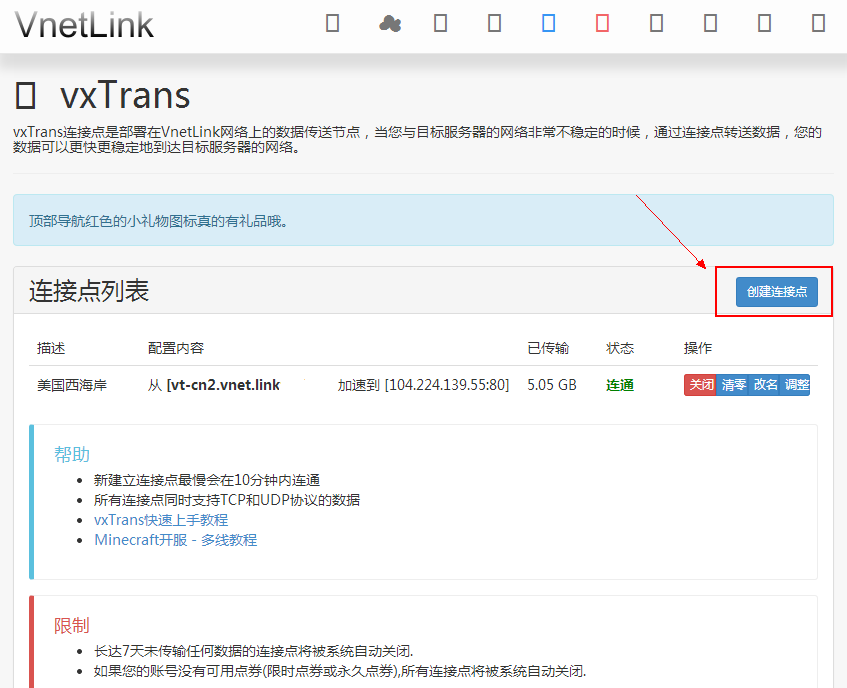 VnetLink
vxTrans
vxTrans连接点是部署在VnetLink网络上的数据传送节点，当您与目标服务器的网络非常不稳定的时候，通过连接点转送数据，您的
数据可以更快更稳定地到达目标服务器的网络。
顶部导航红色的小礼物图标真的有礼品哦。
连接点列表 创建连接点
描述 配置内容 已传输 状态 操作
美国西海岸 从 [vt-cn2.vnet.link 加速到 [104.224.139.55:80] 5.05 GB 连通 关闭 清零 改名 调整
帮助
• 新建立连接点最慢会在10分钟内连通
• 所有连接点同时支持TCP和UDP协议的数据
• vxTrans快速上手教程
• Minecraft开服 - 多线教程
限制
• 长达7天未传输任何数据的连接点将被系统自动关闭.
• 如果您的账号没有可用点券(限时点券或永久点券),所有连接点将被系统自动关闭.